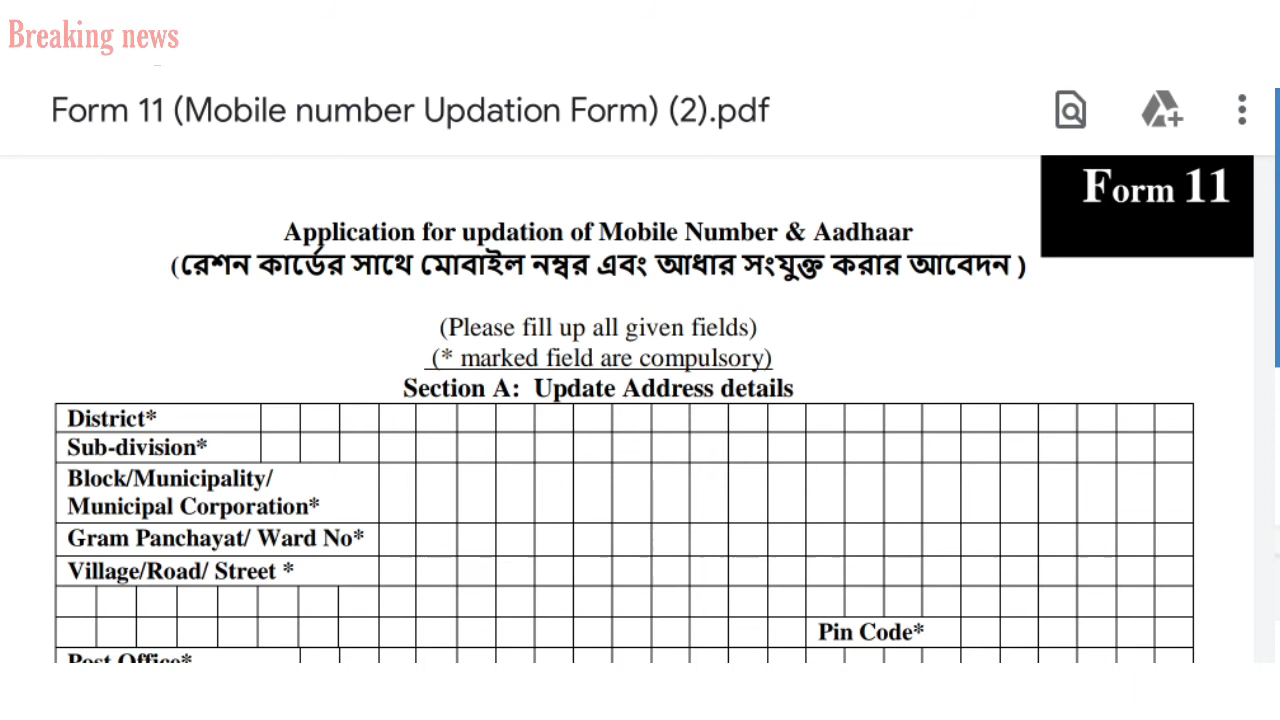 Breaking news
Form 11 (Mobile number Updation Form) (2).pdf
Form 11
Application for updation of Mobile Number & Aadhaar
(রেশন কার্ডের সাথে মোবাইল নম্বর এবং আধার সংযুক্ত করার আবেদন )
(Please fill up all given fields)
(* marked field are compulsory)
Section A: Update Address details
District*
Sub-division*
Block/Municipality/
Municipal Corporation*
Gram Panchayat/ Ward No*
Village/Road/ Street *
Pin Code*
Post Office*